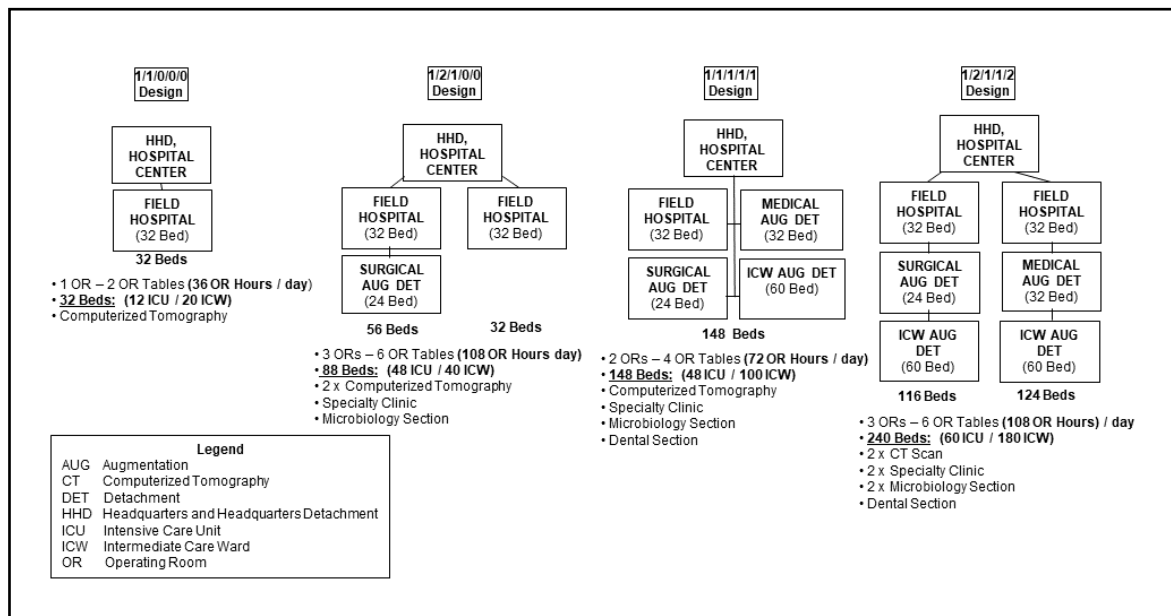 1/1/0/0/0
Design
HHD,
HOSPITAL
CENTER
FIELD
HOSPITAL
(32 Bed)
32 Beds
• 1 OR – 2 OR Tables (36 OR Hours / day)
• 32 Beds: (12 ICU / 20 ICW)
• Computerized Tomography
1/2/1/0/0
Design
HHD,
HOSPITAL
CENTER
FIELD
HOSPITAL
(32 Bed)
FIELD
HOSPITAL
(32 Bed)
SURGICAL
AUG DET
(24 Bed)
56 Beds
32 Beds
• 3 ORs – 6 OR Tables (108 OR Hours day)
• 88 Beds: (48 ICU / 40 ICW)
• 2 x Computerized Tomography
• Specialty Clinic
• Microbiology Section
1/1/1/1/1
Design
HHD,
HOSPITAL
CENTER
FIELD
HOSPITAL
(32 Bed)
MEDICAL
AUG DET
(32 Bed)
SURGICAL
AUG DET
(24 Bed)
ICW AUG DET
(60 Bed)
148 Beds
• 2 ORs – 4 OR Tables (72 OR Hours / day)
• 148 Beds: (48 ICU / 100 ICW)
• Computerized Tomography
• Specialty Clinic
• Microbiology Section
• Dental Section
1/2/1/1/2
Design
HHD,
HOSPITAL
CENTER
FIELD
HOSPITAL
(32 Bed)
FIELD
HOSPITAL
(32 Bed)
SURGICAL
AUG DET
(24 Bed)
MEDICAL
AUG DET
(32 Bed)
ICW AUG
DET
(60 Bed)
ICW AUG
DET
(60 Bed)
116 Beds
124 Beds
• 3 ORs – 6 OR Tables (108 OR Hours) / day
• 240 Beds: (60 ICU / 180 ICW)
• 2 x CT Scan
• 2 x Specialty Clinic
• 2 x Microbiology Section
• Dental Section
Legend
AUG Augmentation
CT Computerized Tomography
DET Detachment
HHD Headquarters and Headquarters Detachment
ICU Intensive Care Unit
ICW Intermediate Care Ward
OR Operating Room